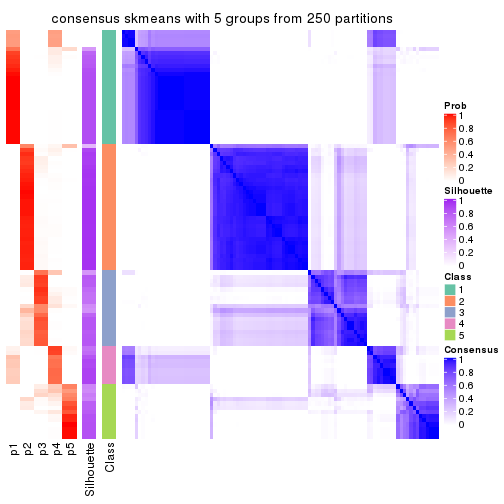 consensus skmeans with 5 groups from 250 partitions
Prob
1
0.8
0.6
0.4
0.2
0
Silhouette
1
0.8
0.6
0.4
0.2
0
Class
1
2
3
4
5
Consensus
1
0.8
0.6
0.4
0.2
0
p1
p2
p3
p4
p5
Silhouette
Class